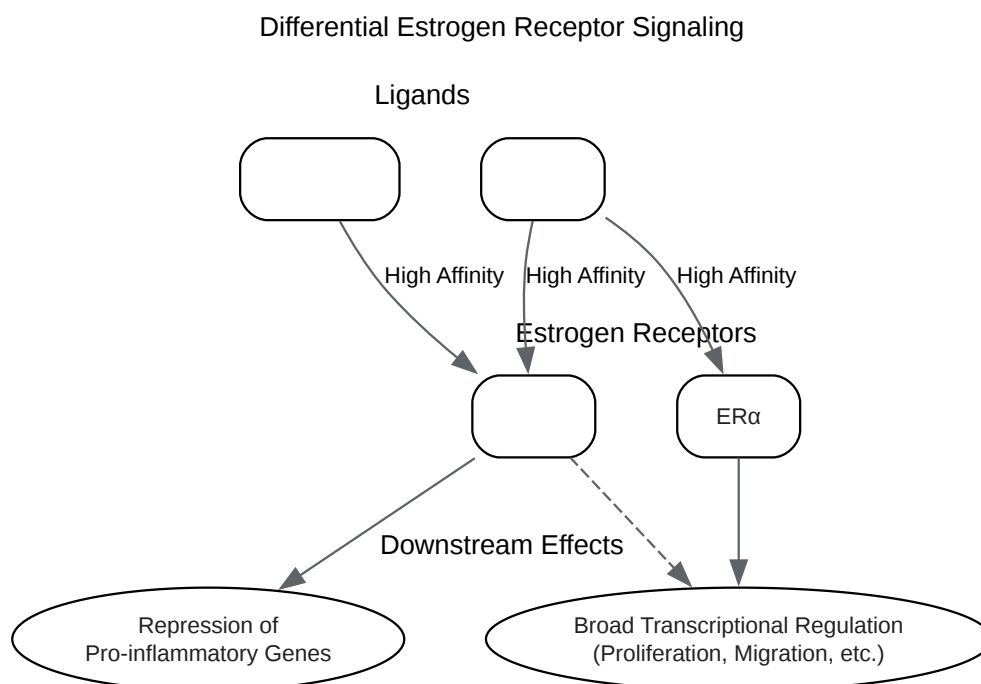 Differential Estrogen Receptor Signaling
Ligands
High Affinity
High Affinity
High Affinity
Estrogen Receptors
ERα
Downstream Effects
Repression of
Pro-inflammatory Genes
Broad Transcriptional Regulation
(Proliferation, Migration, etc.)